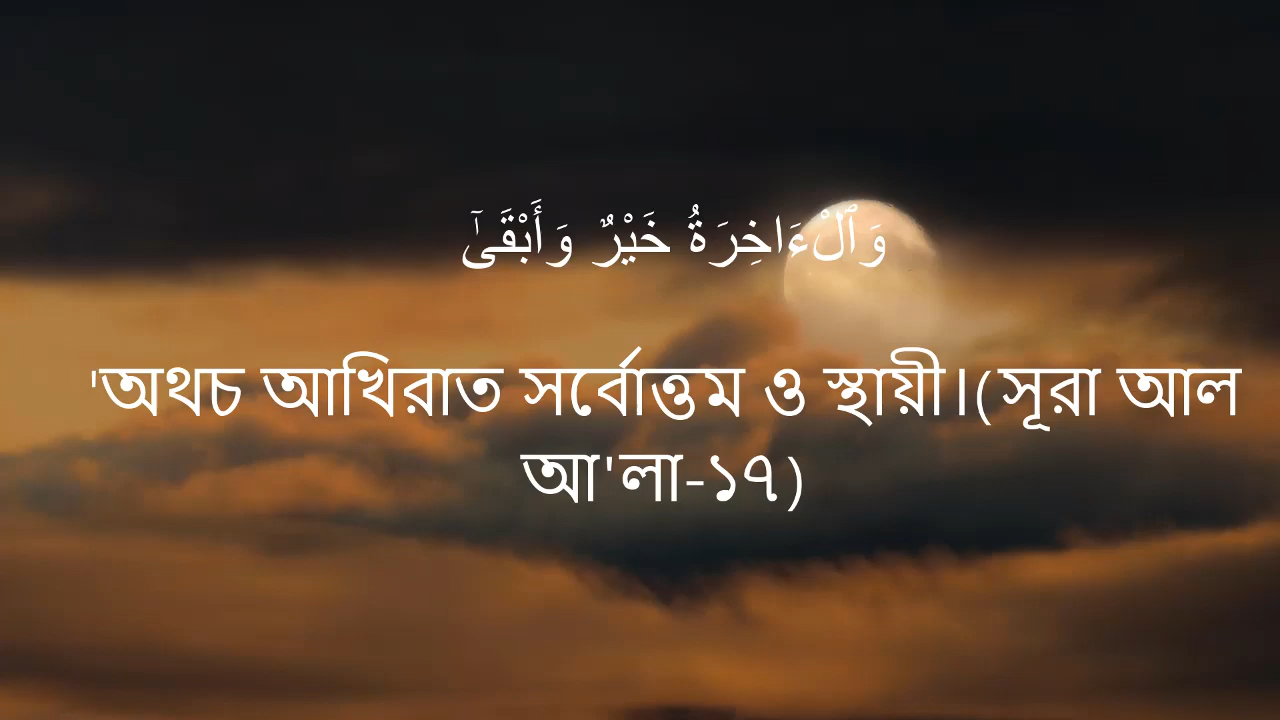 وَٱلْءَاخِرَةُ خَيْرٌ وَأَبْقَىٰٓ
'অথচ আখিরাত সর্বোত্তম ও স্থায়ী।(সূরা আল
আ'লা-১৭)